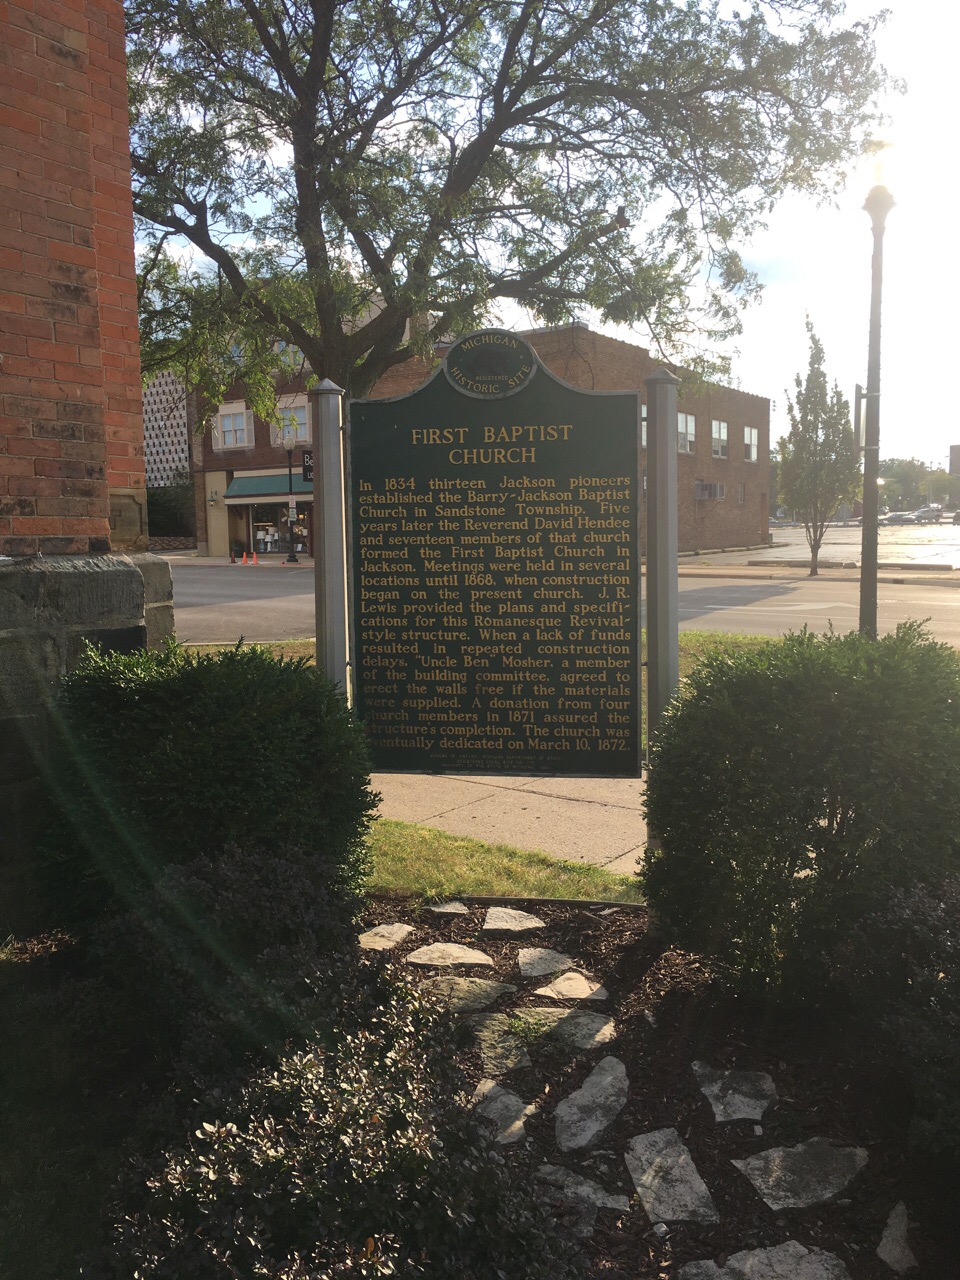 MICHIGAN
REGISTERED
HISTORIC SITE
FIRST BAPTIST
CHURCH
In 1834 thirteen Jackson pioneers
established the Barry-Jackson Baptist
Church in Sandstone Township. Five
years later the Reverend David Hendee
and seventeen members of that church
formed the First Baptist Church in
Jackson. Meetings were held in several
locations until 1868, when construction
began on the present church. J. R.
Lewis provided the plans and specifi-
cations for this Romanesque Revival-
style structure. When a lack of funds
resulted in repeated construction
delays, "Uncle Ben" Mosher, a member
of the building committee, agreed to
erect the walls free if the materials
were supplied. A donation from four
church members in 1871 assured the
structure's completion. The church was
eventually dedicated on March 10, 1872.